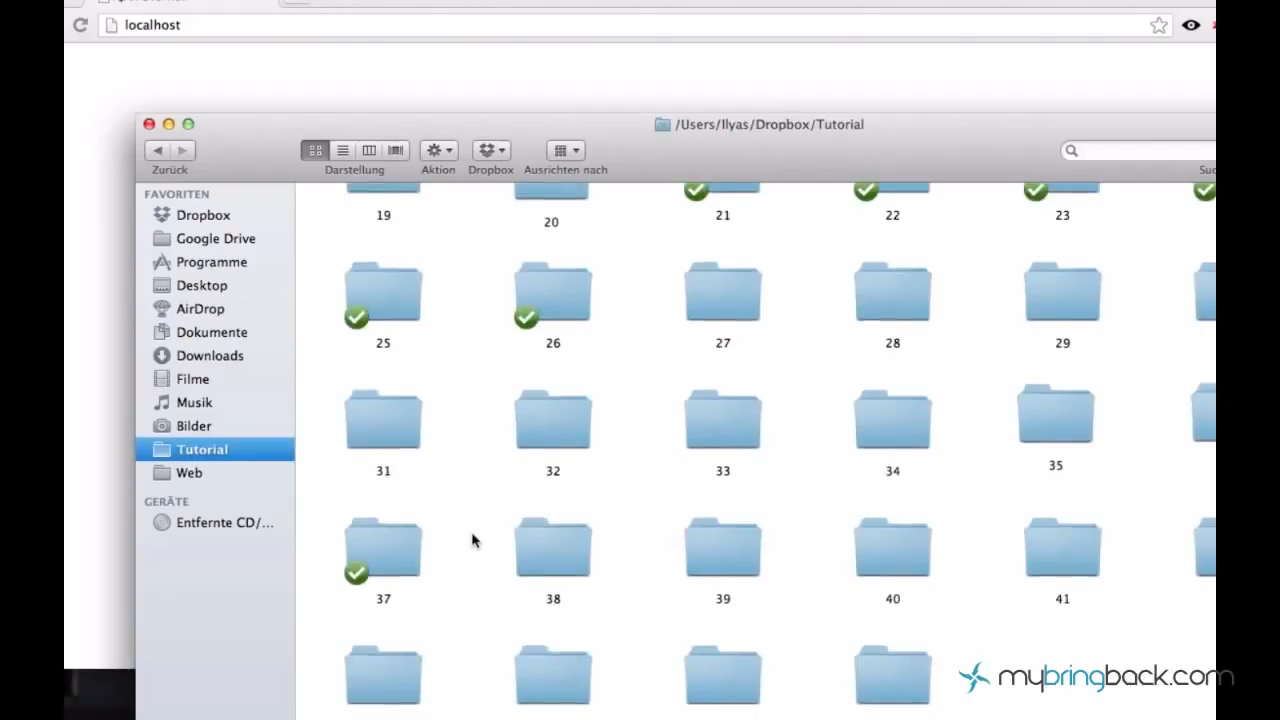 localhost
/Users/Ilyas/Dropbox/Tutorial
Zurück
Darstellung
Aktion
Dropbox
Ausrichten nach
FAVORITEN
Dropbox
Google Drive
Programme
Desktop
AirDrop
Dokumente
Downloads
Filme
Musik
Bilder
Tutorial
Web
GERÄTE
Entfernte CD/...
19 20 21 22 23
25 26 27 28 29
31 32 33 34 35
37 38 39 40 41
mybringback.com